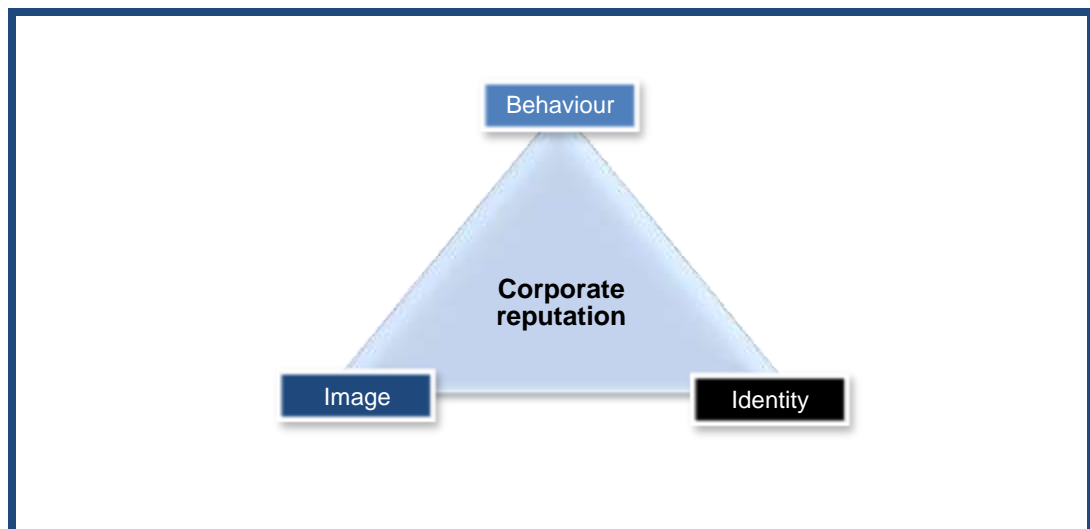 Behaviour
Corporate
reputation
Image
Identity